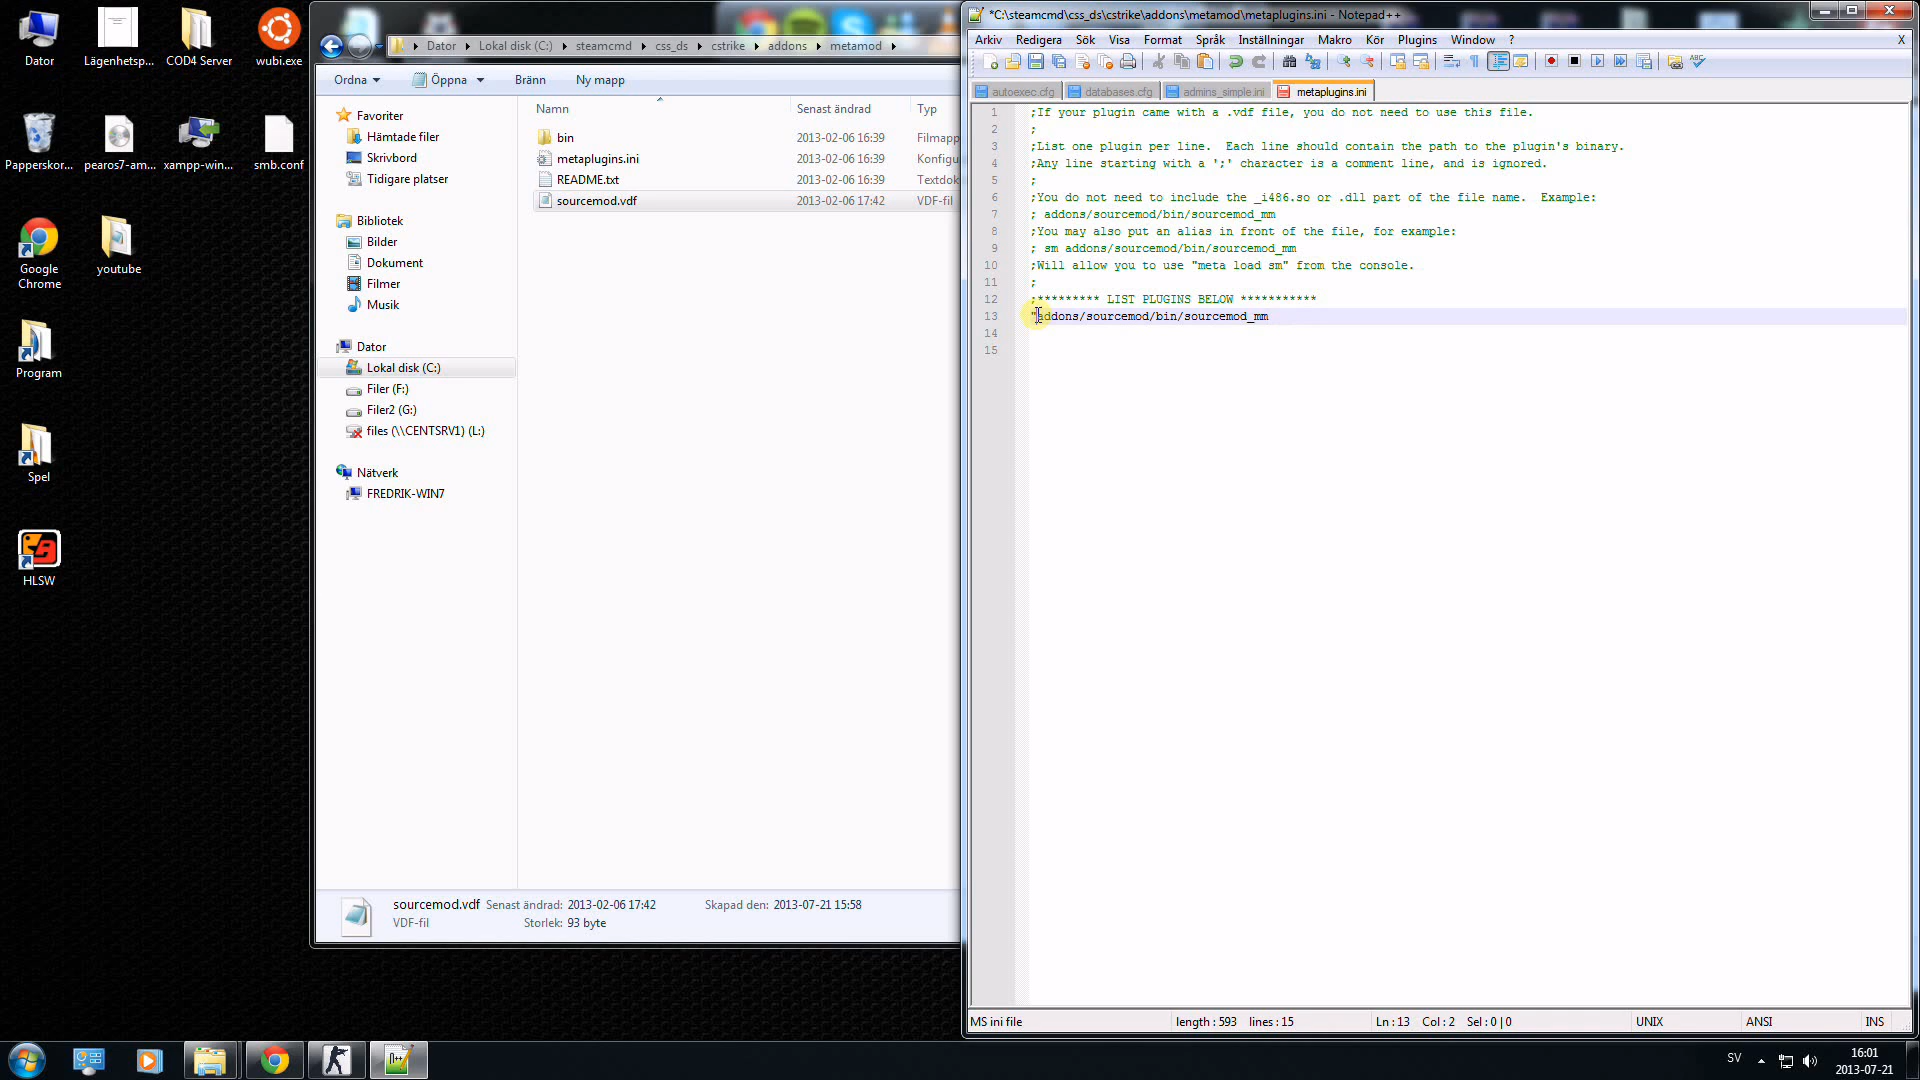 Dator
Lägenhetsp...
COD4 Server
wubi.exe
Papperskor...
pearos7-am...
xampp-win...
smb.conf
Google
Chrome
youtube
Program
Spel
HLSW
Dator
Lokal disk (C:)
steamcmd
css_ds
cstrike
addons
metamod
Ordna
Öppna
Bränn
Ny mapp
Favoriter
Hämtade filer
Skrivbord
Tidigare platser
Bibliotek
Bilder
Dokument
Filmer
Musik
Dator
Lokal disk (C:)
Filer (F:)
Filer2 (G:)
files (\\CENTSRV1) (L:)
Nätverk
FREDRIK-WIN7
Namn Senast ändrad Typ
bin 2013-02-06 16:39 Filmapp
metaplugins.ini 2013-02-06 16:39 Konfigu
README.txt 2013-02-06 16:39 Textdok
sourcemod.vdf 2013-02-06 17:42 VDF-fil
sourcemod.vdf Senast ändrad: 2013-02-06 17:42 Skapad den: 2013-07-21 15:58
VDF-fil Storlek: 93 byte
*C:\steamcmd\css_ds\cstrike\addons\metamod\metaplugins.ini - Notepad++
Arkiv Redigera Sök Visa Format Språk Inställningar Makro Kör Plugins Window ? X
autoexec.cfg databases.cfg admins_simple.ini metaplugins.ini
1 ;If your plugin came with a .vdf file, you do not need to use this file.
2 ;
3 ;List one plugin per line.  Each line should contain the path to the plugin's binary.
4 ;Any line starting with a ';' character is a comment line, and is ignored.
5 ;
6 ;You do not need to include the _i486.so or .dll part of the file name.  Example:
7 ; addons/sourcemod/bin/sourcemod_mm
8 ;You may also put an alias in front of the file, for example:
9 ; sm addons/sourcemod/bin/sourcemod_mm
10 ;Will allow you to use "meta load sm" from the console.
11 ;
12 ;********* LIST PLUGINS BELOW ***********
13 "addons/sourcemod/bin/sourcemod_mm
14
15
MS ini file length : 593 lines : 15 Ln : 13 Col : 2 Sel : 0 | 0 UNIX ANSI INS
SV
16:01
2013-07-21